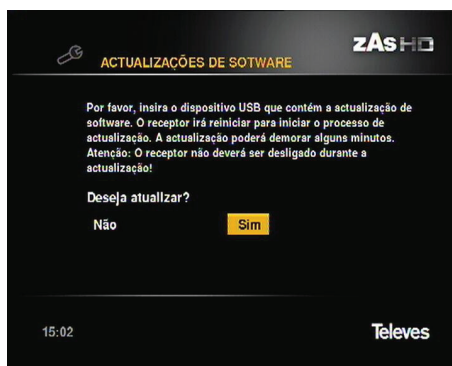 zAs HD
ACTUALIZAÇÕES DE SOTWARE
Por favor, insira o dispositivo USB que contém a actualização de
software. O receptor irá reiniciar para iniciar o processo de
actualização. A actualização poderá demorar alguns minutos.
Atenção: O receptor não deverá ser desligado durante a
actualização!
Deseja atualizar?
Não Sim
15:02 Televes